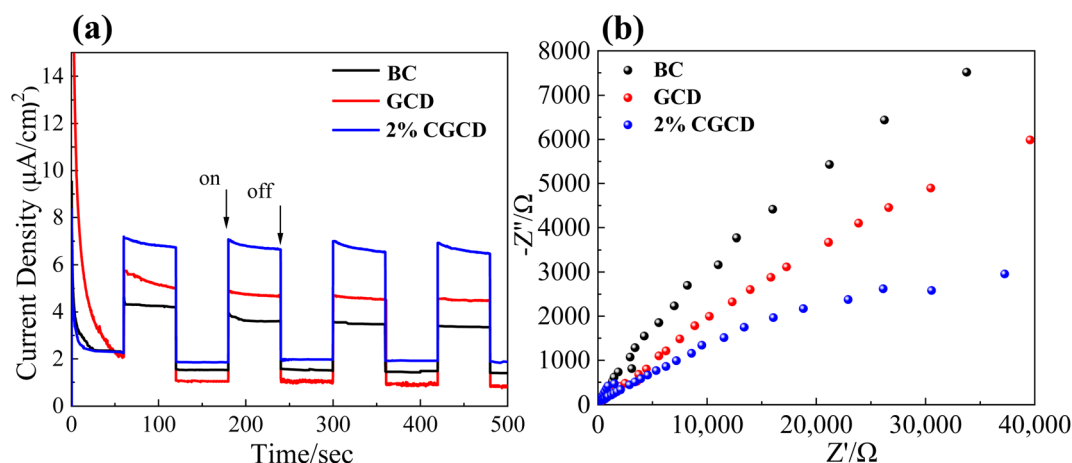 (a)
Current Density (μA/cm)²
14
12
10
8
6
4
2
0
BC
GCD
2% CGCD
on
off
0
100
200
300
400
500
Time/sec
(b)
-Z''/Ω
8000
7000
6000
5000
4000
3000
2000
1000
0
BC
GCD
2% CGCD
0
10,000
20,000
30,000
40,000
Z'/Ω